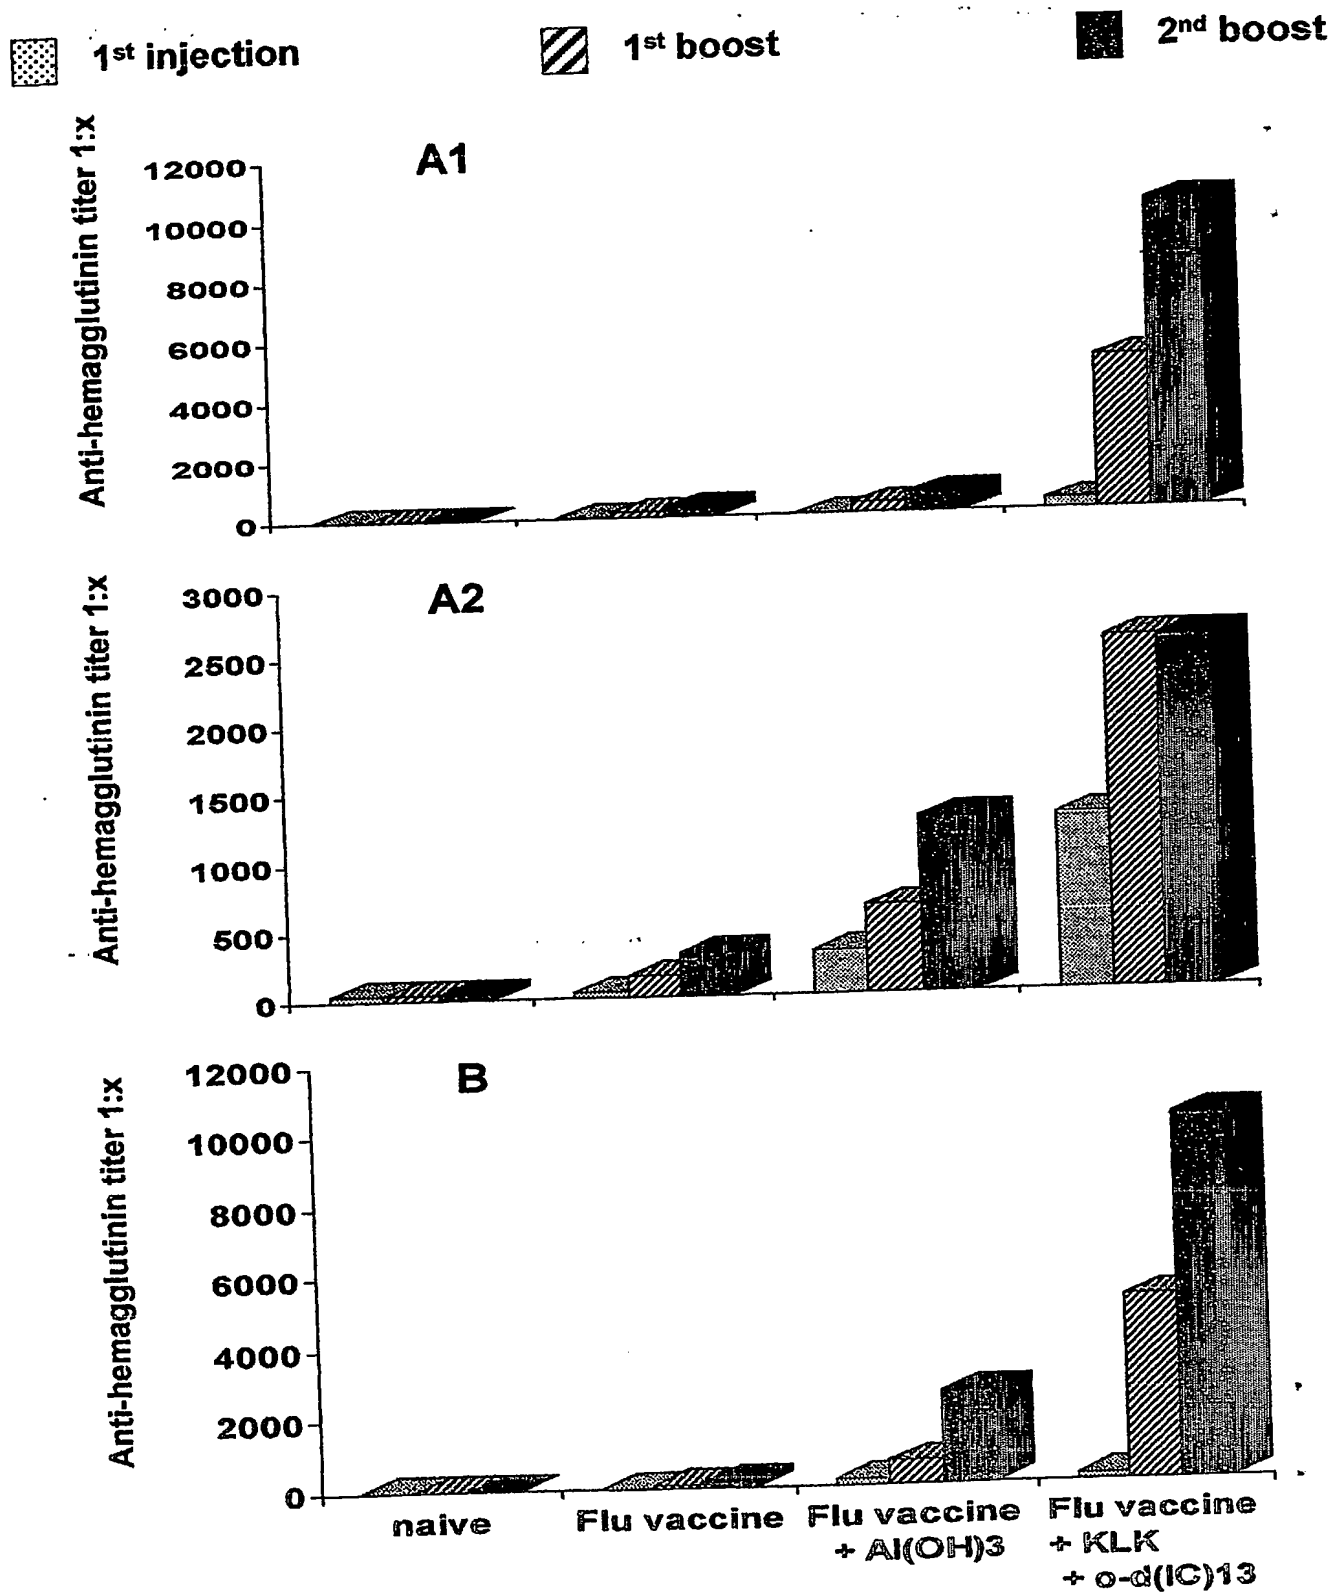 1st injection
1st boost
2nd boost
A1
Anti-hemagglutinin titer 1:x
12000
10000
8000
6000
4000
2000
0
A2
Anti-hemagglutinin titer 1:x
3000
2500
2000
1500
1000
500
0
B
Anti-hemagglutinin titer 1:x
12000
10000
8000
6000
4000
2000
0
naive
Flu vaccine
Flu vaccine
+ Al(OH)3
Flu vaccine
+ KLK
+ o-d(IC)13